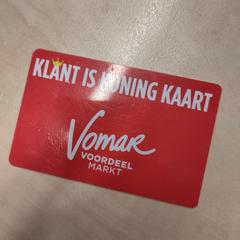 KLANT IS KONING KAART
Vomar
VOORDEEL
MARKT